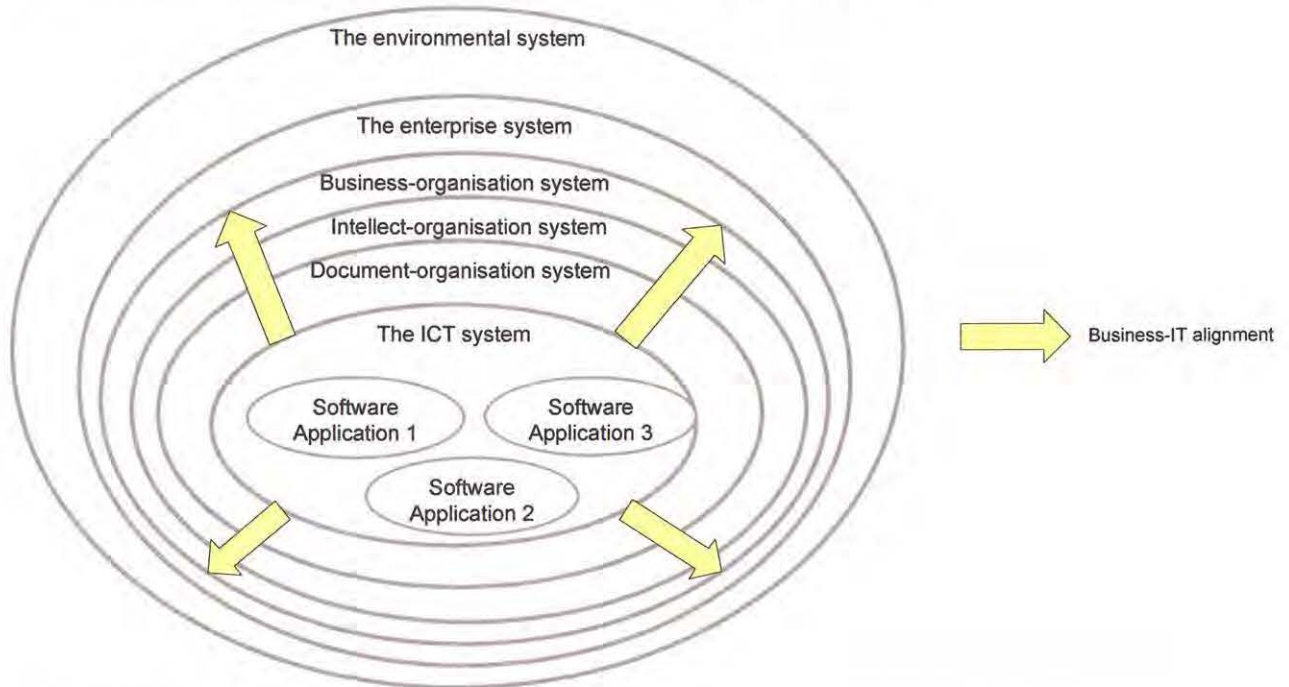 The environmental system
The enterprise system
Business-organisation system
Intellect-organisation system
Document-organisation system
The ICT system
Software
Application 1
Software
Application 3
Software
Application 2
Business-IT alignment